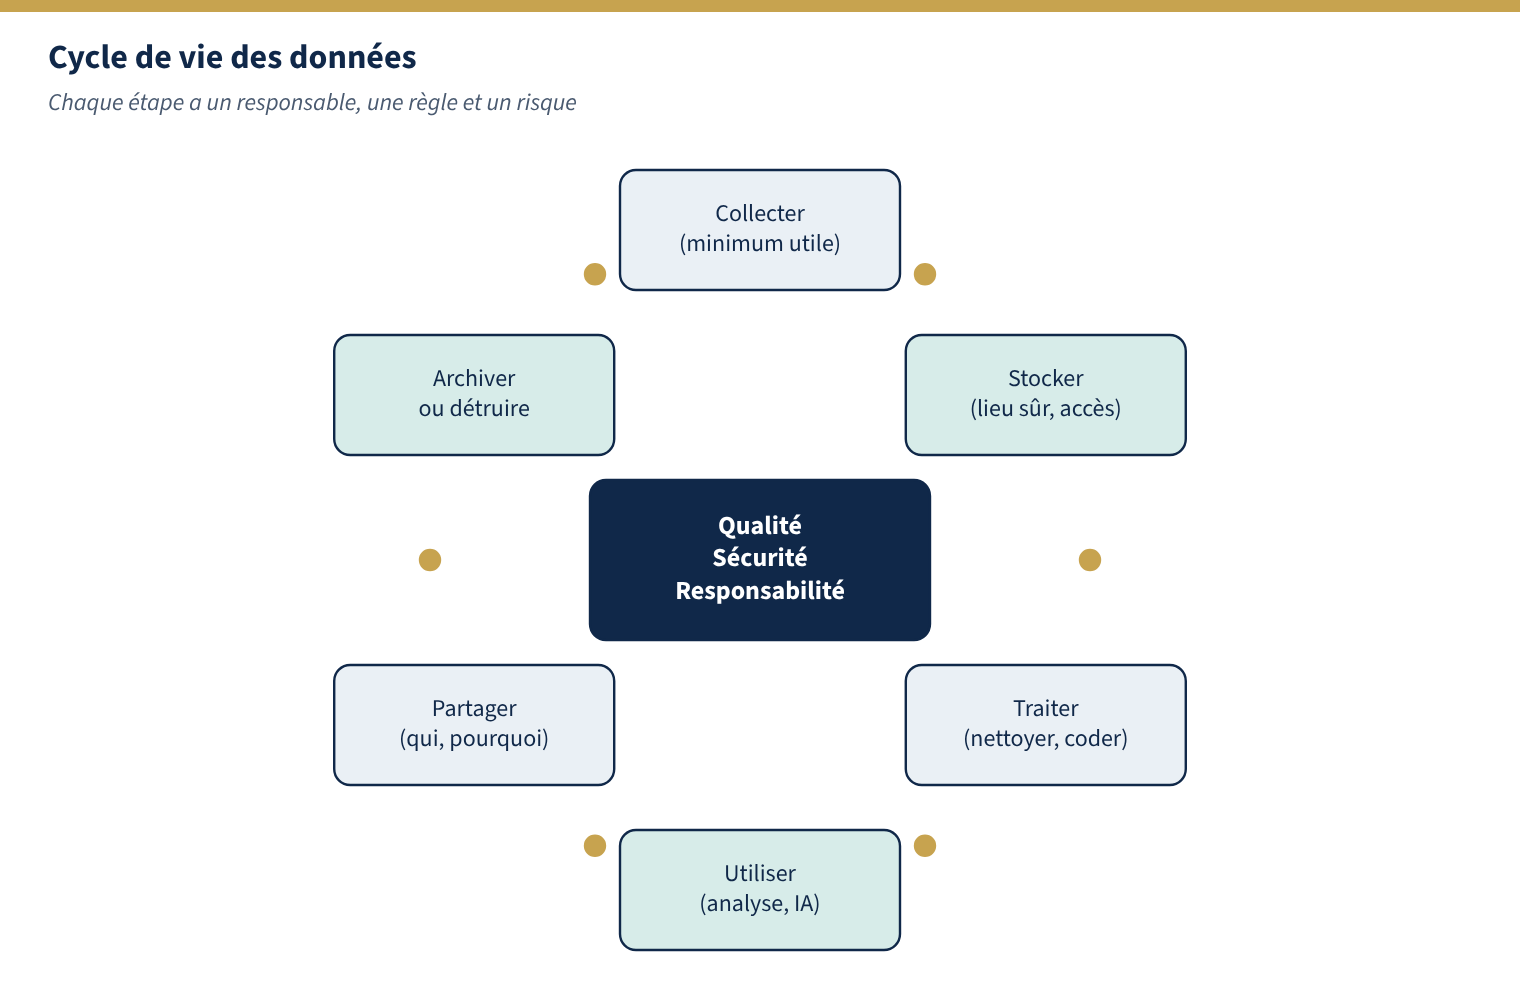 Cycle de vie des données
Chaque étape a un responsable, une règle et un risque
Collecter
(minimum utile)
Archiver
ou détruire
Stocker
(lieu sûr, accès)
Qualité
Sécurité
Responsabilité
Partager
(qui, pourquoi)
Traiter
(nettoyer, coder)
Utiliser
(analyse, IA)